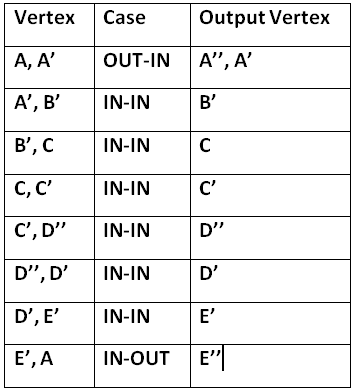 Vertex Case Output Vertex
A, A’ OUT-IN A’’, A’
A’, B’ IN-IN B’
B’, C IN-IN C
C, C’ IN-IN C’
C’, D’’ IN-IN D’’
D’’, D’ IN-IN D’
D’, E’ IN-IN E’
E’, A IN-OUT E’’